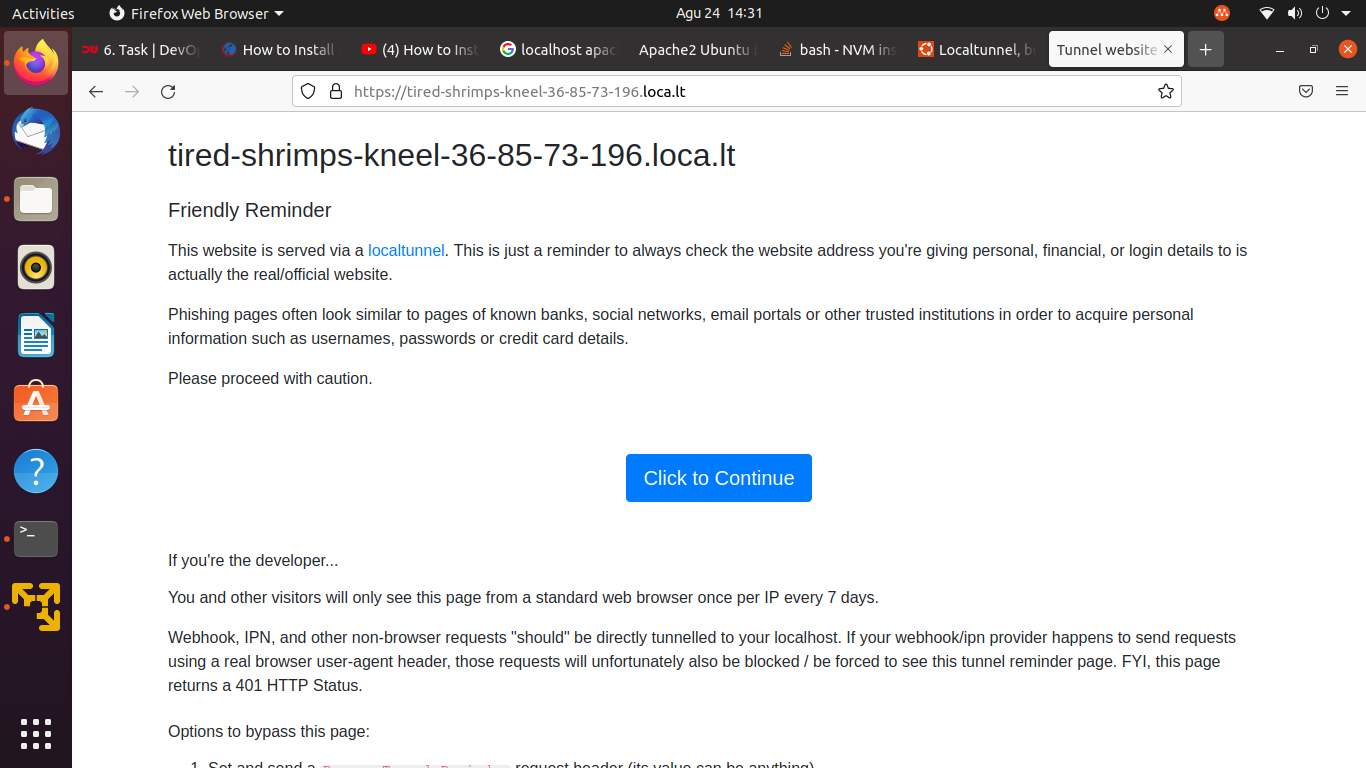 Activities Firefox Web Browser Agu 24 14:31
6. Task | DevO How to Install (4) How to Inst localhost apac Apache2 Ubuntu bash - NVM ins Localtunnel, b Tunnel website
https://tired-shrimps-kneel-36-85-73-196.loca.lt
tired-shrimps-kneel-36-85-73-196.loca.lt
Friendly Reminder
This website is served via a localtunnel. This is just a reminder to always check the website address you're giving personal, financial, or login details to is
actually the real/official website.
Phishing pages often look similar to pages of known banks, social networks, email portals or other trusted institutions in order to acquire personal
information such as usernames, passwords or credit card details.
Please proceed with caution.
Click to Continue
If you're the developer...
You and other visitors will only see this page from a standard web browser once per IP every 7 days.
Webhook, IPN, and other non-browser requests "should" be directly tunnelled to your localhost. If your webhook/ipn provider happens to send requests
using a real browser user-agent header, those requests will unfortunately also be blocked / be forced to see this tunnel reminder page. FYI, this page
returns a 401 HTTP Status.
Options to bypass this page:
1. Set and send a request header (its value can be anything)